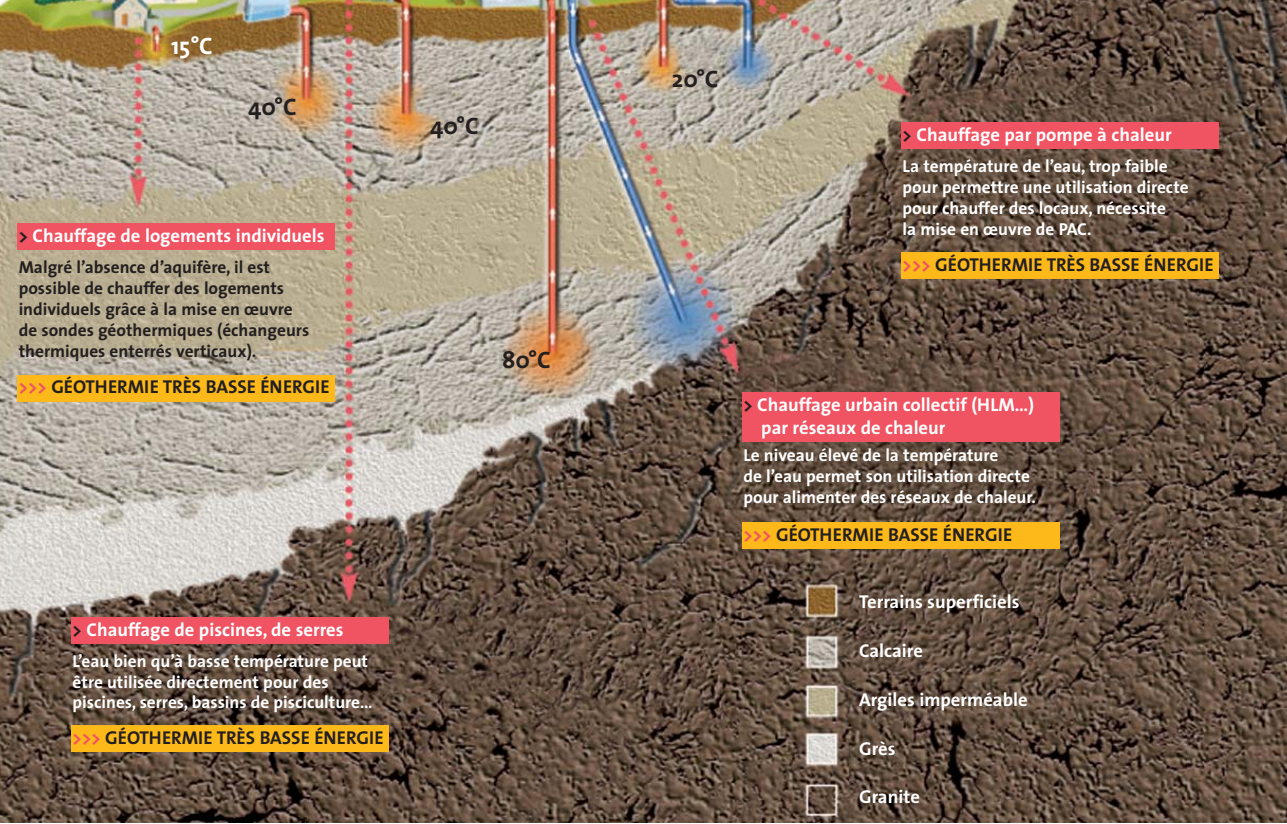 15°C
40°C
40°C
20°C
80°C
> Chauffage par pompe à chaleur
La température de l'eau, trop faible
pour permettre une utilisation directe
pour chauffer des locaux, nécessite
la mise en œuvre de PAC.
>>> GÉOTHERMIE TRÈS BASSE ÉNERGIE
> Chauffage de logements individuels
Malgré l'absence d'aquifère, il est
possible de chauffer des logements
individuels grâce à la mise en œuvre
de sondes géothermiques (échangeurs
thermiques enterrés verticaux).
>>> GÉOTHERMIE TRÈS BASSE ÉNERGIE
> Chauffage urbain collectif (HLM...)
par réseaux de chaleur
Le niveau élevé de la température
de l'eau permet son utilisation directe
pour alimenter des réseaux de chaleur.
>>> GÉOTHERMIE BASSE ÉNERGIE
> Chauffage de piscines, de serres
L'eau bien qu'à basse température peut
être utilisée directement pour des
piscines, serres, bassins de pisciculture...
>>> GÉOTHERMIE TRÈS BASSE ÉNERGIE
Terrains superficiels
Calcaire
Argiles imperméable
Grès
Granite